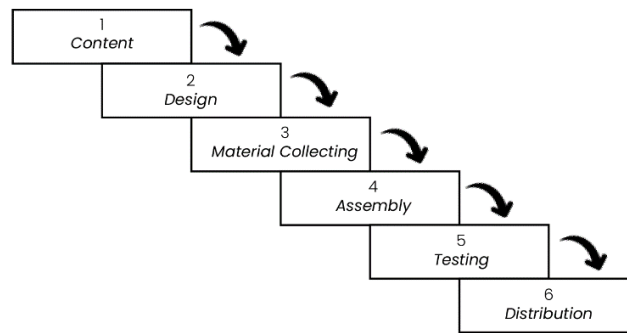 1
Content
2
Design
3
Material Collecting
4
Assembly
5
Testing
6
Distribution